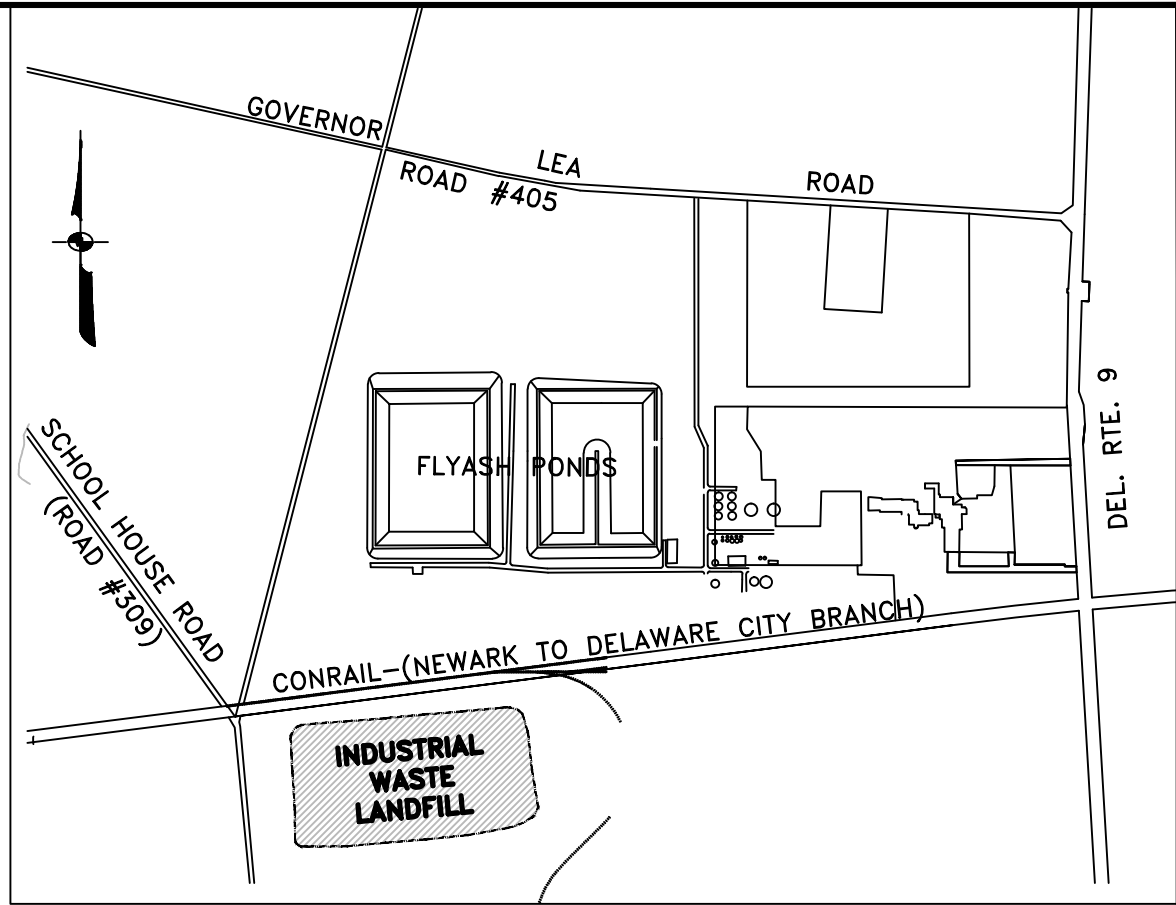 GOVERNOR LEA ROAD
ROAD #405
DEL. RTE. 9
FLYASH PONDS
SCHOOL HOUSE ROAD
(ROAD #309)
CONRAIL-(NEWARK TO DELAWARE CITY BRANCH)
INDUSTRIAL
WASTE
LANDFILL